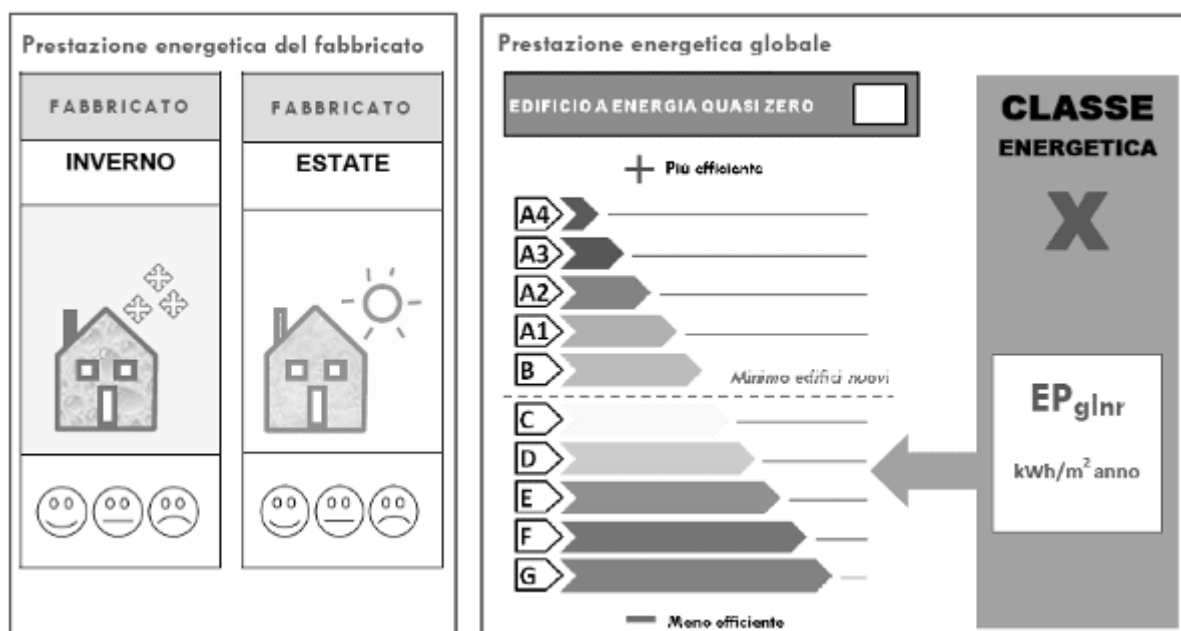 Prestazione energetica del fabbricato
FABBRICATO
INVERNO
FABBRICATO
ESTATE
Prestazione energetica globale
EDIFICIO A ENERGIA QUASI ZERO
+ Più efficiente
A4
A3
A2
A1
B
Minimo edifici nuovi
C
D
E
F
G
— Meno efficiente
CLASSE
ENERGETICA
X
EPglnr
kWh/m² anno